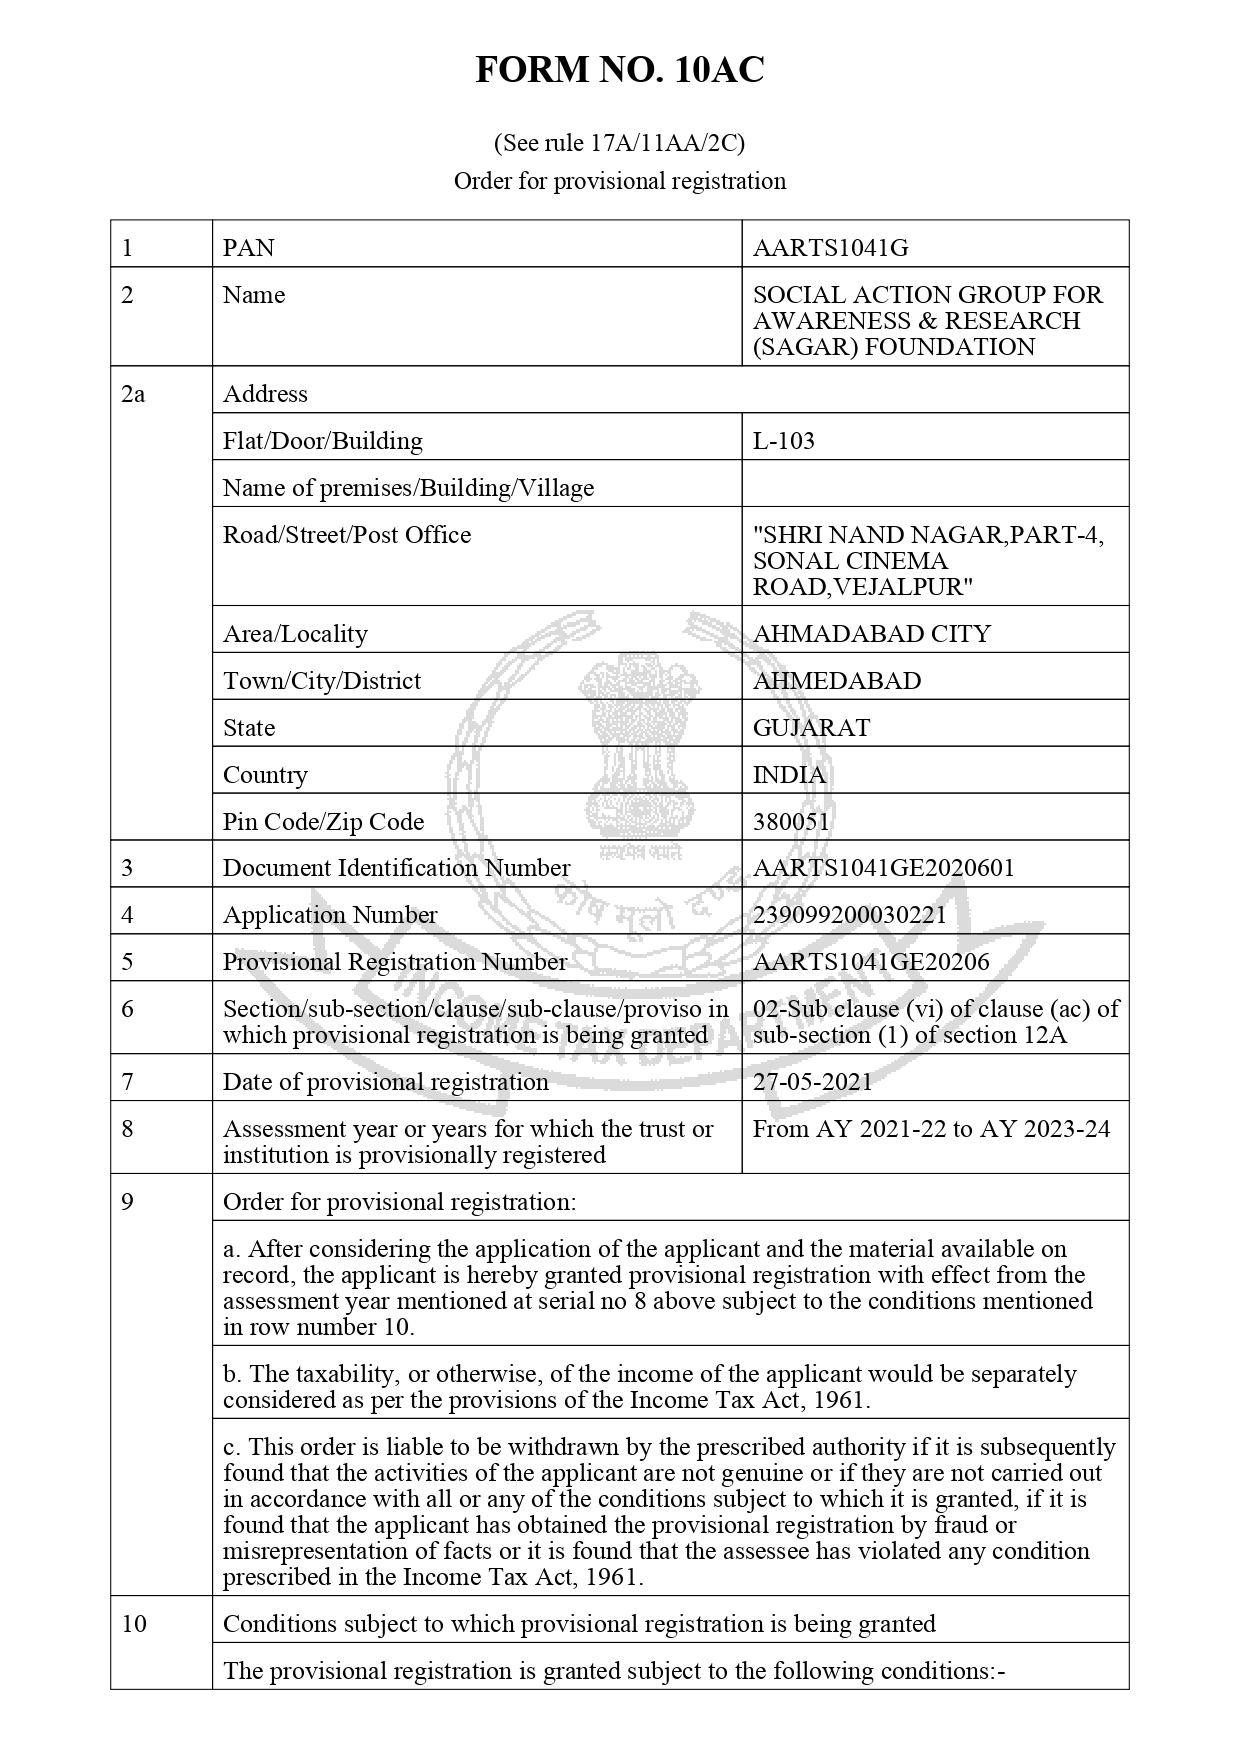 FORM NO. 10AC
(See rule 17A/11AA/2C)
Order for provisional registration
1 PAN AARTS1041G
2 Name SOCIAL ACTION GROUP FOR
AWARENESS & RESEARCH
(SAGAR) FOUNDATION
2a Address
Flat/Door/Building L-103
Name of premises/Building/Village
Road/Street/Post Office "SHRI NAND NAGAR,PART-4,
SONAL CINEMA
ROAD,VEJALPUR"
Area/Locality AHMADABAD CITY
Town/City/District AHMEDABAD
State GUJARAT
Country INDIA
Pin Code/Zip Code 380051
सत्यमेव जयते
3 Document Identification Number AARTS1041GE2020601
कोष मूलो दण्ड
4 Application Number 239099200030221
5 Provisional Registration Number AARTS1041GE20206
INCOME TAX DEPARTMENT
6 Section/sub-section/clause/sub-clause/proviso in 02-Sub clause (vi) of clause (ac) of
which provisional registration is being granted sub-section (1) of section 12A
7 Date of provisional registration 27-05-2021
8 Assessment year or years for which the trust or From AY 2021-22 to AY 2023-24
institution is provisionally registered
9 Order for provisional registration:
a. After considering the application of the applicant and the material available on
record, the applicant is hereby granted provisional registration with effect from the
assessment year mentioned at serial no 8 above subject to the conditions mentioned
in row number 10.
b. The taxability, or otherwise, of the income of the applicant would be separately
considered as per the provisions of the Income Tax Act, 1961.
c. This order is liable to be withdrawn by the prescribed authority if it is subsequently
found that the activities of the applicant are not genuine or if they are not carried out
in accordance with all or any of the conditions subject to which it is granted, if it is
found that the applicant has obtained the provisional registration by fraud or
misrepresentation of facts or it is found that the assessee has violated any condition
prescribed in the Income Tax Act, 1961.
10 Conditions subject to which provisional registration is being granted
The provisional registration is granted subject to the following conditions:-